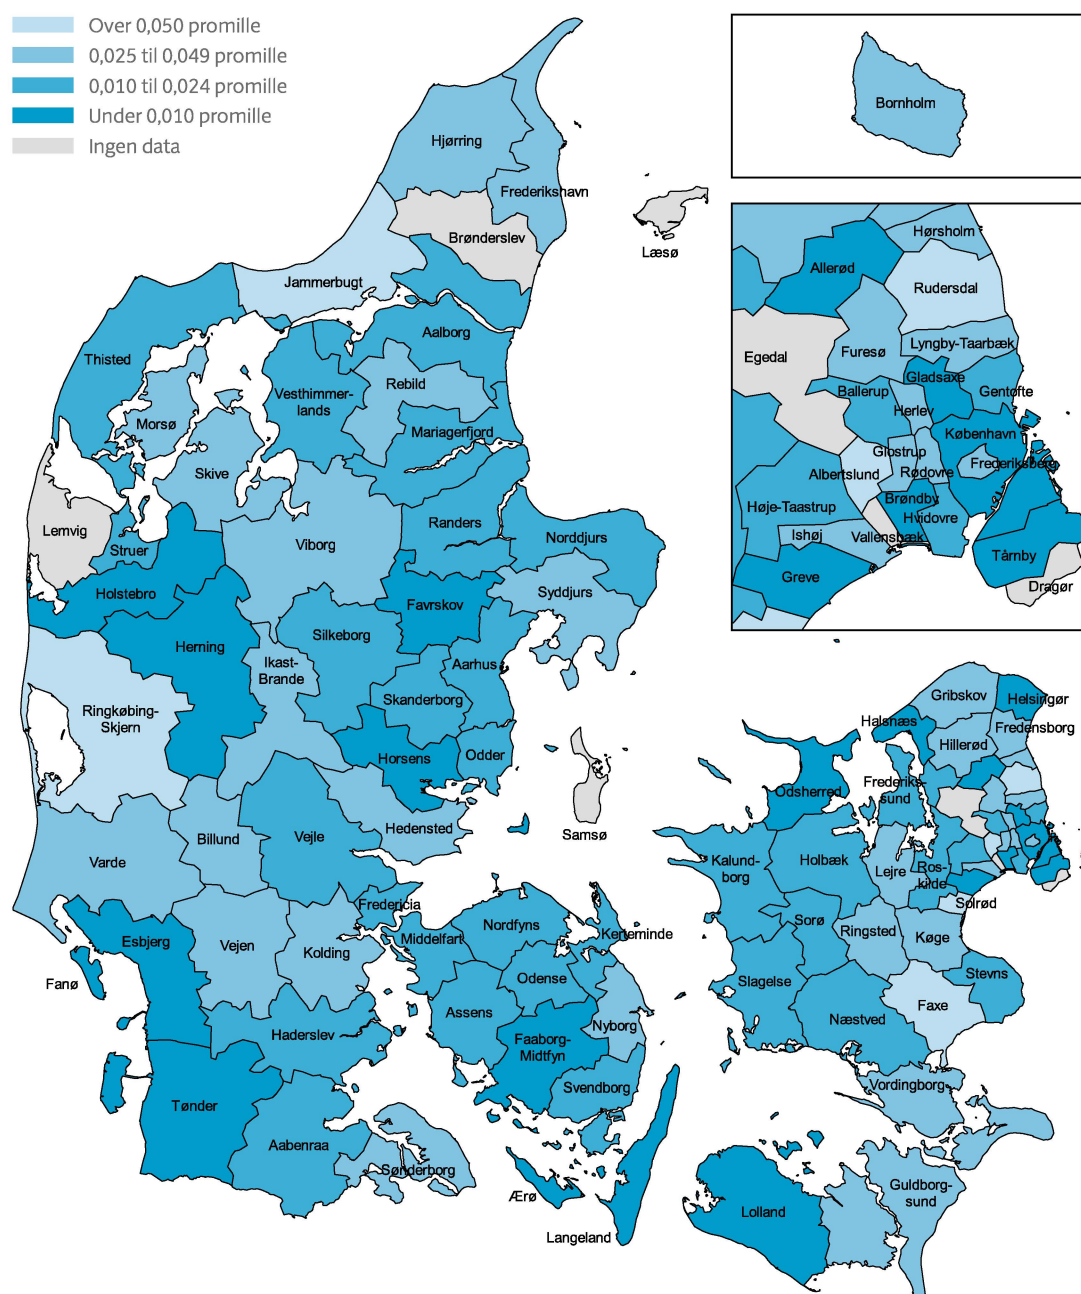 Over 0,050 promille
0,025 til 0,049 promille
0,010 til 0,024 promille
Under 0,010 promille
Ingen data
Bornholm
Hjørring
Frederikshavn
Brønderslev
Læsø
Jammerbugt
Aalborg
Thisted
Rebild
Vesthimmer-
lands
Morsø
Mariagerfjord
Skive
Lemvig
Randers
Viborg
Norddjurs
Struer
Holstebro
Favrskov
Syddjurs
Silkeborg
Herning
Ikast-
Brande
Aarhus
Skanderborg
Ringkøbing-
Skjern
Horsens
Odder
Samsø
Hedensted
Billund
Vejle
Varde
Fredericia
Esbjerg
Vejen
Kolding
Fanø
Haderslev
Tønder
Aabenraa
Sønderborg
Middelfart
Nordfyns
Kerteminde
Odense
Assens
Nyborg
Faaborg-
Midtfyn
Svendborg
Ærø
Langeland
Hørsholm
Allerød
Rudersdal
Egedal
Furesø
Lyngby-Taarbæk
Gladsaxe
Ballerup
Gentofte
Herlev
København
Glostrup
Frederiksberg
Albertslund
Rødovre
Brøndby
Høje-Taastrup
Hvidovre
Ishøj
Vallensbæk
Tårnby
Greve
Dragør
Gribskov
Helsingør
Halsnæs
Fredensborg
Hillerød
Frederiks-
sund
Odsherred
Kalund-
borg
Holbæk
Lejre
Ros-
kilde
Solrød
Sorø
Ringsted
Køge
Stevns
Slagelse
Næstved
Faxe
Vordingborg
Guldborg-
sund
Lolland